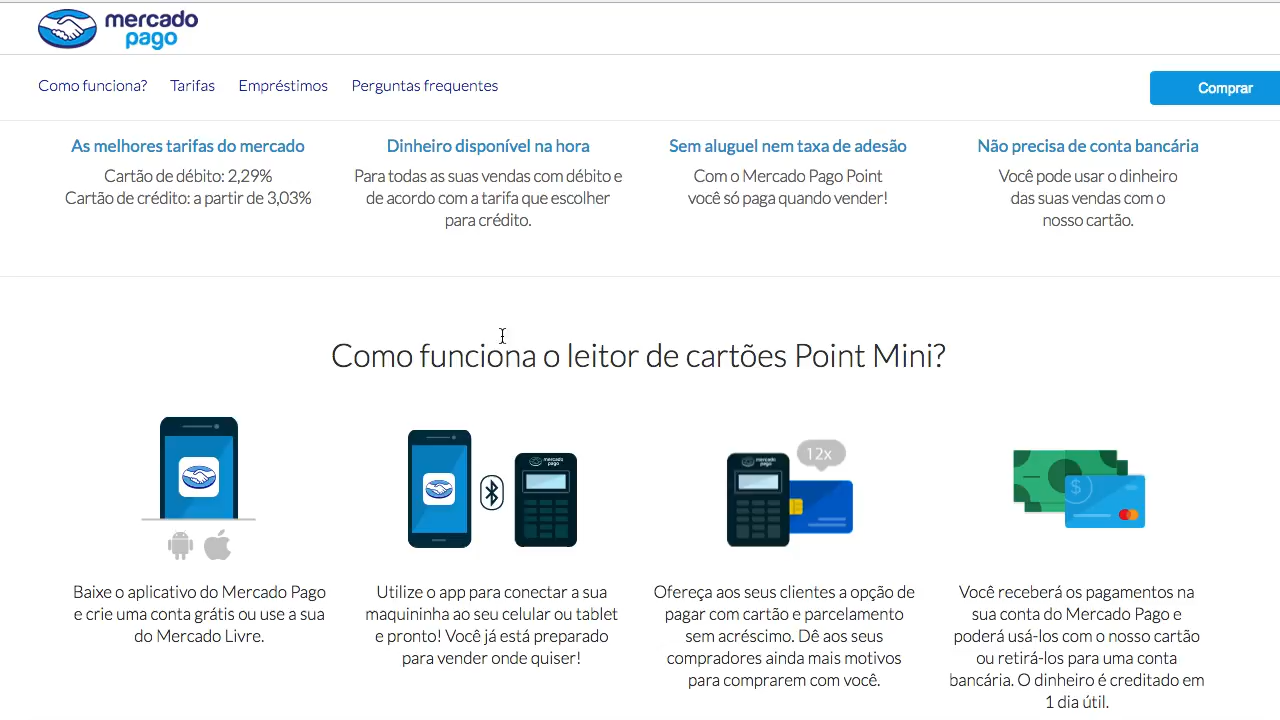 mercado
pago
Como funciona? Tarifas Empréstimos Perguntas frequentes
Comprar
As melhores tarifas do mercado
Cartão de débito: 2,29%
Cartão de crédito: a partir de 3,03%
Dinheiro disponível na hora
Para todas as suas vendas com débito e
de acordo com a tarifa que escolher
para crédito.
Sem aluguel nem taxa de adesão
Com o Mercado Pago Point
você só paga quando vender!
Não precisa de conta bancária
Você pode usar o dinheiro
das suas vendas com o
nosso cartão.
Como funciona o leitor de cartões Point Mini?
Baixe o aplicativo do Mercado Pago
e crie uma conta grátis ou use a sua
do Mercado Livre.
mercado
pago
Utilize o app para conectar a sua
maquininha ao seu celular ou tablet
e pronto! Você já está preparado
para vender onde quiser!
mercado
pago
12x
Ofereça aos seus clientes a opção de
pagar com cartão e parcelamento
sem acréscimo. Dê aos seus
compradores ainda mais motivos
para comprarem com você.
$
Você receberá os pagamentos na
sua conta do Mercado Pago e
poderá usá-los com o nosso cartão
ou retirá-los para uma conta
bancária. O dinheiro é creditado em
1 dia útil.